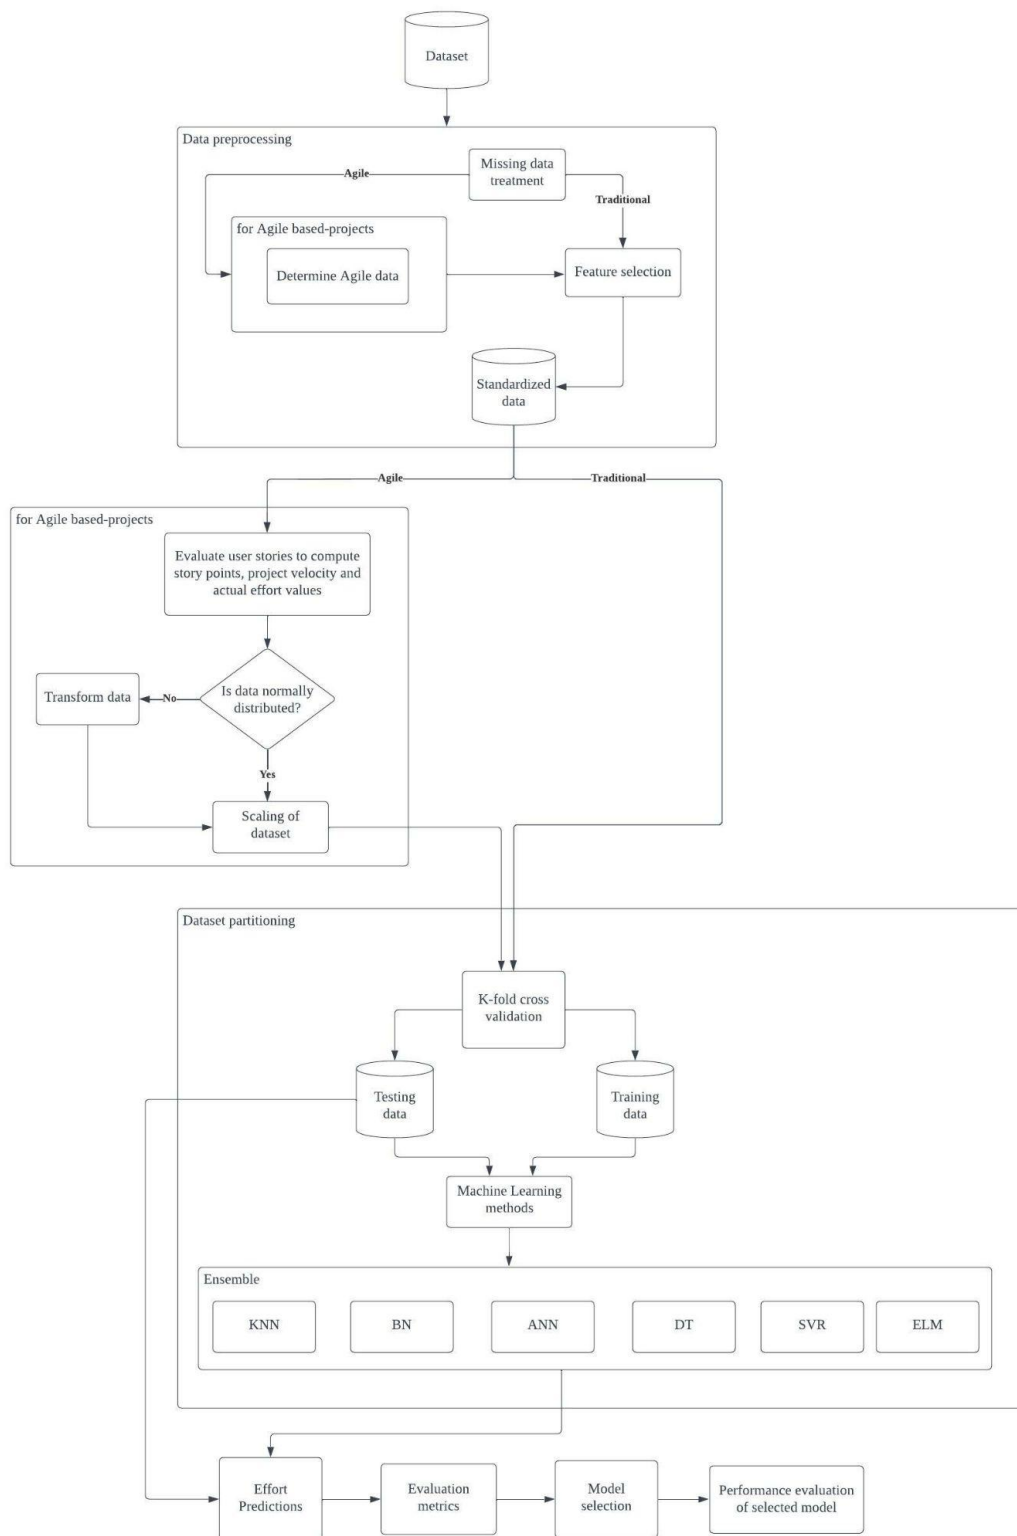 Dataset
Data preprocessing
Missing data
treatment
Agile
Traditional
for Agile based-projects
Determine Agile data
Feature selection
Standardized
data
Agile
Traditional
for Agile based-projects
Evaluate user stories to compute
story points, project velocity and
actual effort values
Is data normally
distributed?
No
Transform data
Yes
Scaling of
dataset
Dataset partitioning
K-fold cross
validation
Testing
data
Training
data
Machine Learning
methods
Ensemble
KNN
BN
ANN
DT
SVR
ELM
Effort
Predictions
Evaluation
metrics
Model
selection
Performance evaluation
of selected model